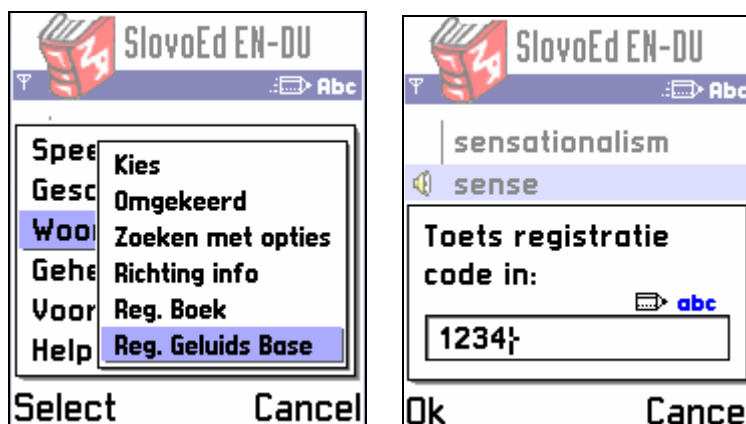 SlovoEd EN-DU
Abc
Spee
Gesc
Woo
Gehe
Voor
Help
Kies
Omgekeerd
Zoeken met opties
Richting info
Reg. Boek
Reg. Geluids Base
Select Cancel
SlovoEd EN-DU
Abc
sensationalism
sense
Toets registratie
code in:
abc
1234
Ok Cance